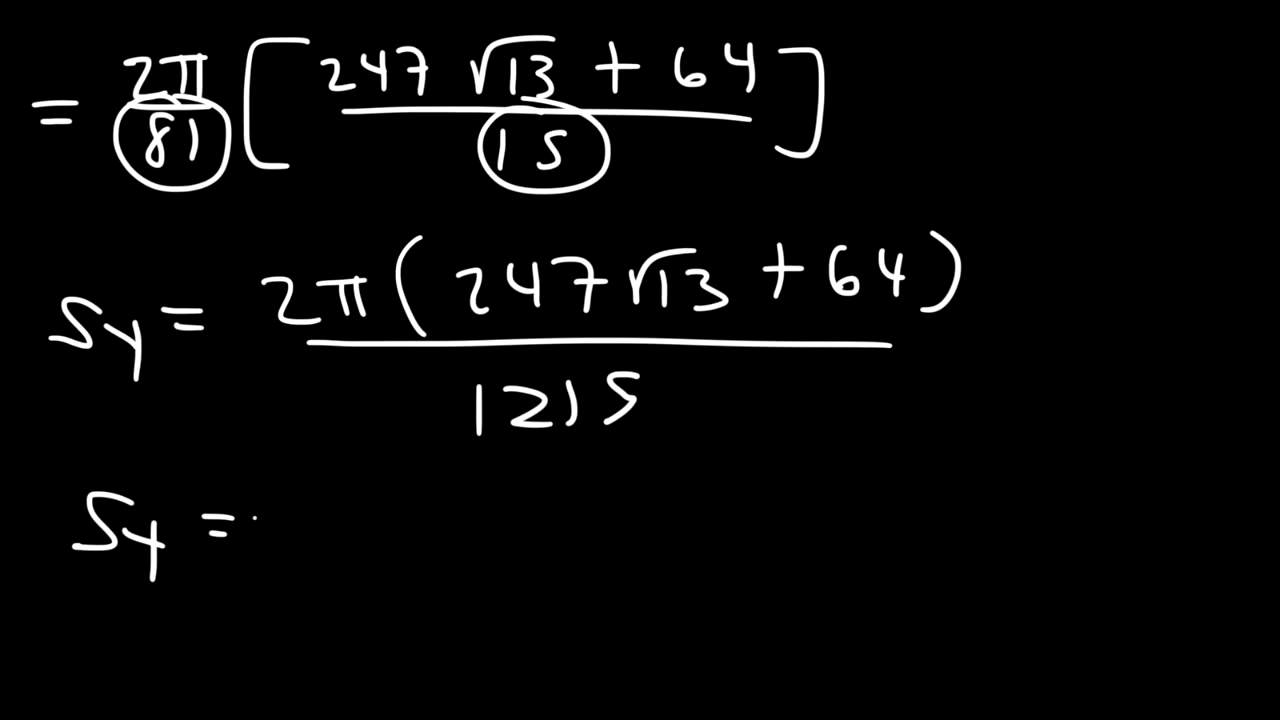 = 2π/81 [ (247 √13 + 64)/15 ]
Sy = 2π(247√13 + 64)/1215
Sy =